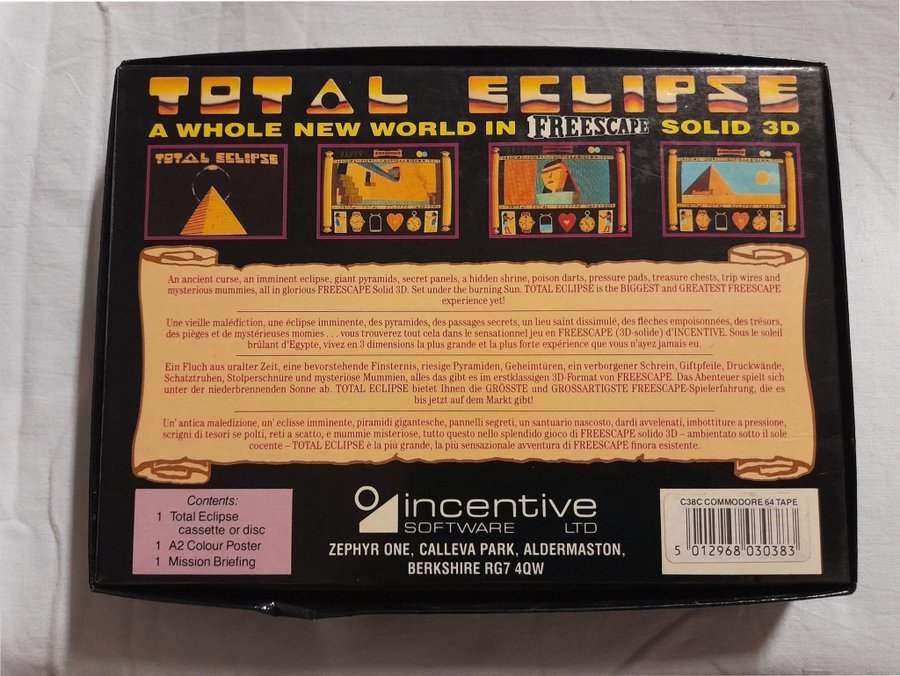 TOTAL ECLIPSE
A WHOLE NEW WORLD IN FREESCAPE SOLID 3D
TOTAL ECLIPSE
An ancient curse, an imminent eclipse, giant pyramids, secret panels, a hidden shrine, poison darts, pressure pads, treasure chests, trip wires and
mysterious mummies, all in glorious FREESCAPE Solid 3D. Set under the burning Sun. TOTAL ECLIPSE is the BIGGEST and GREATEST FREESCAPE
experience yet!
Une vieille malédiction, une éclipse imminente, des pyramides, des passages secrets, un lieu saint dissimulé, des flèches empoisonnées, des trésors,
des pièges et de mystérieuses momies . . . vous trouverez tout cela dans le sensationnel jeu en FREESCAPE (3D-solide) d'INCENTIVE. Sous le soleil
brûlant d'Egypte, vivez en 3 dimensions la plus grande et la plus forte expérience que vous n'ayez jamais eu.
Ein Fluch aus uralter Zeit, eine bevorstehende Finsternis, riesige Pyramiden, Geheimtüren, ein verborgener Schrein, Giftpfeile, Druckwände,
Schatztruhen, Stolperschnüre und mysteriöse Mummien, alles das gibt es im erstklassigen 3D-Format von FREESCAPE. Das Abenteuer spielt sich
unter der niederbrennenden Sonne ab. TOTAL ECLIPSE bietet Ihnen die GRÖSSTE und GROSSARTIGSTE FREESCAPE-Spielerfahrung, die es
bis jetzt auf dem Markt gibt!
Un' antica maledizione, un' eclisse imminente, piramidi gigantesche, pannelli segreti, un santuario nascosto, dardi avvelenati, imbottiture a pressione,
scrigni di tesori se polti, reti a scatto, e mummie misteriose, tutto questo nello splendido gioco di FREESCAPE solido 3D – ambientato sotto il sole
cocente – TOTAL ECLIPSE è la più grande, la più sensazionale avventura di FREESCAPE finora esistente.
Contents:
1 Total Eclipse
cassette or disc
1 A2 Colour Poster
1 Mission Briefing
incentive
SOFTWARE LTD
ZEPHYR ONE, CALLEVA PARK, ALDERMASTON,
BERKSHIRE RG7 4QW
C38C COMMODORE 64 TAPE
5 012968 030383